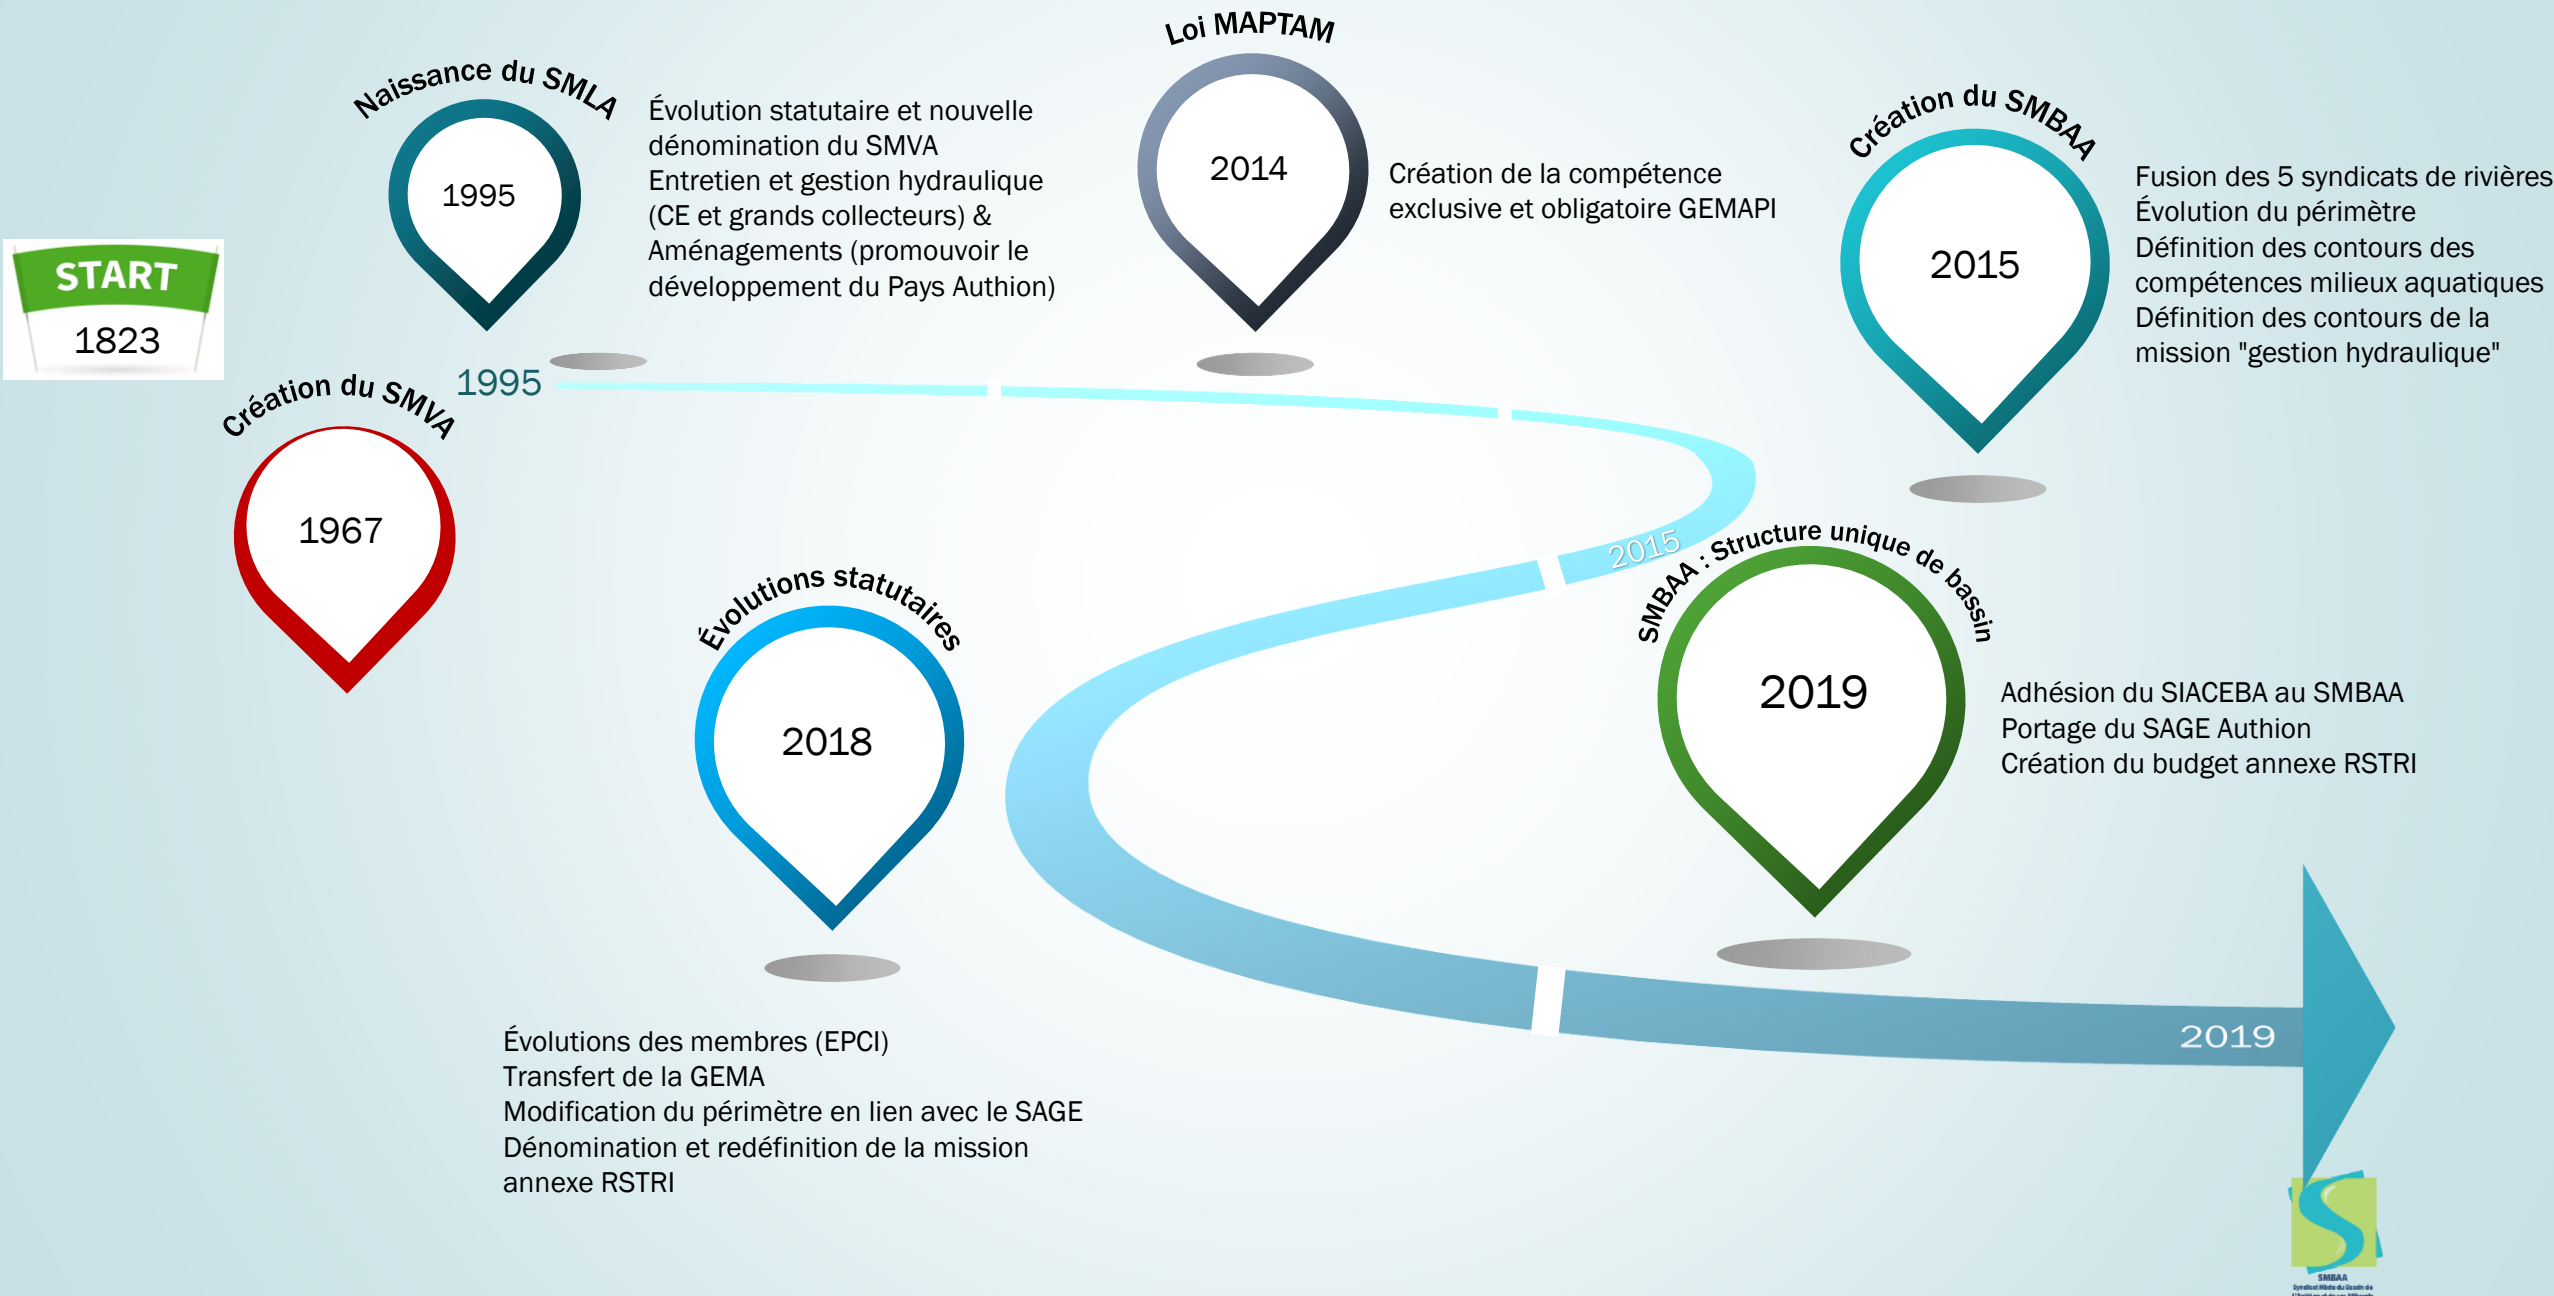 START
1823
Création du SMVA
1967
Naissance du SMLA
1995
Évolution statutaire et nouvelle
dénomination du SMVA
Entretien et gestion hydraulique
(CE et grands collecteurs) &
Aménagements (promouvoir le
développement du Pays Authion)
Loi MAPTAM
2014
Création de la compétence
exclusive et obligatoire GEMAPI
Création du SMBAA
2015
Fusion des 5 syndicats de rivières
Évolution du périmètre
Définition des contours des
compétences milieux aquatiques
Définition des contours de la
mission "gestion hydraulique"
1995
2015
Évolutions statutaires
2018
Évolutions des membres (EPCI)
Transfert de la GEMA
Modification du périmètre en lien avec le SAGE
Dénomination et redéfinition de la mission
annexe RSTRI
SMBAA : Structure unique de bassin
2019
Adhésion du SIACEBA au SMBAA
Portage du SAGE Authion
Création du budget annexe RSTRI
2019
SMBAA
Syndicat Mixte du Bassin de